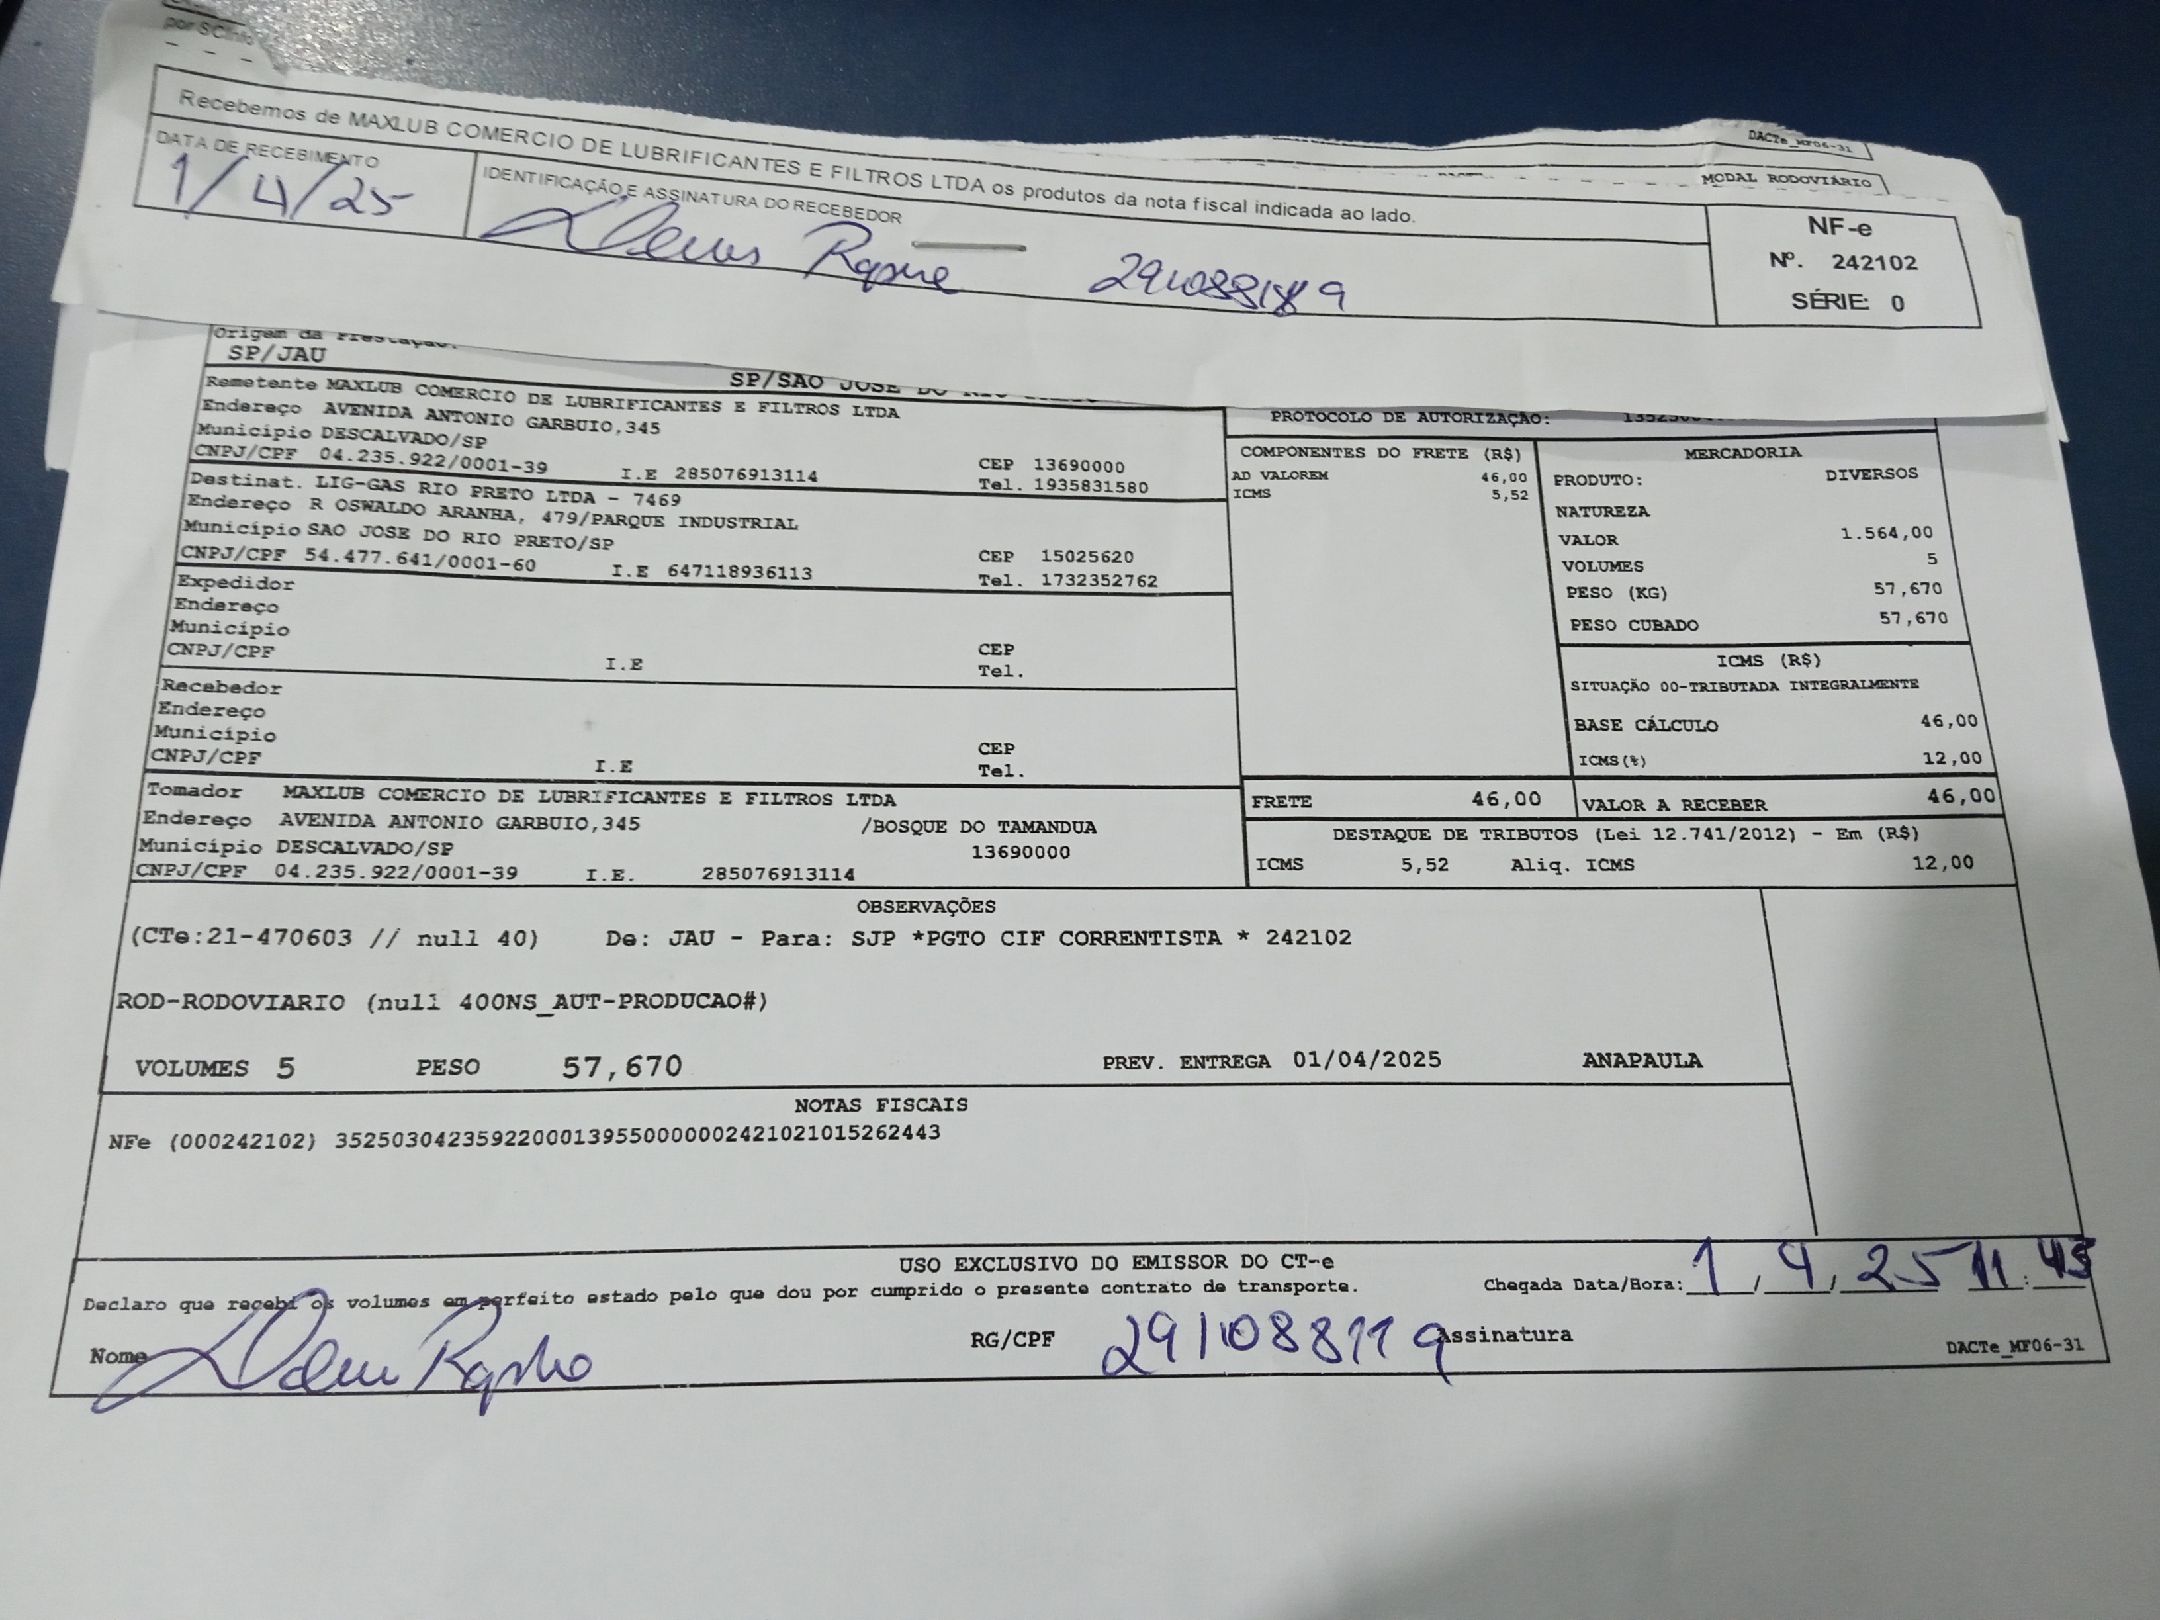 por SCInfo
Recebemos de MAXLUB COMERCIO DE LUBRIFICANTES E FILTROS LTDA os produtos da nota fiscal indicada ao lado.
DATA DE RECEBIMENTO
1/4/25
IDENTIFICAÇÃO E ASSINATURA DO RECEBEDOR
DACTe_MF06-31
MODAL RODOVIÁRIO
NF-e
Nº. 242102
SÉRIE: 0
Origem da Prestação:
SP/JAU
SP/SAO JOSE DO RIO
Remetente MAXLUB COMERCIO DE LUBRIFICANTES E FILTROS LTDA
Endereço AVENIDA ANTONIO GARBUIO,345
Município DESCALVADO/SP CEP 13690000
CNPJ/CPF 04.235.922/0001-39 I.E 285076913114 Tel. 1935831580
Destinat. LIG-GAS RIO PRETO LTDA - 7469
Endereço R OSWALDO ARANHA, 479/PARQUE INDUSTRIAL
Município SAO JOSE DO RIO PRETO/SP CEP 15025620
CNPJ/CPF 54.477.641/0001-60 I.E 647118936113 Tel. 1732352762
Expedidor
Endereço
Município CEP
CNPJ/CPF I.E Tel.
Recebedor
Endereço
Município CEP
CNPJ/CPF I.E Tel.
Tomador MAXLUB COMERCIO DE LUBRIFICANTES E FILTROS LTDA
Endereço AVENIDA ANTONIO GARBUIO,345 /BOSQUE DO TAMANDUA
Município DESCALVADO/SP 13690000
CNPJ/CPF 04.235.922/0001-39 I.E. 285076913114
PROTOCOLO DE AUTORIZAÇÃO:
COMPONENTES DO FRETE (R$)
AD VALOREM 46,00
ICMS 5,52
MERCADORIA
PRODUTO: DIVERSOS
NATUREZA
VALOR 1.564,00
VOLUMES 5
PESO (KG) 57,670
PESO CUBADO 57,670
ICMS (R$)
SITUAÇÃO 00-TRIBUTADA INTEGRALMENTE
BASE CÁLCULO 46,00
ICMS(%) 12,00
FRETE 46,00 VALOR A RECEBER 46,00
DESTAQUE DE TRIBUTOS (Lei 12.741/2012) - Em (R$)
ICMS 5,52 Aliq. ICMS 12,00
OBSERVAÇÕES
(CTe:21-470603 // null 40) De: JAU - Para: SJP *PGTO CIF CORRENTISTA * 242102
ROD-RODOVIARIO (null 400NS_AUT-PRODUCAO#)
VOLUMES 5 PESO 57,670 PREV. ENTREGA 01/04/2025 ANAPAULA
NOTAS FISCAIS
NFe (000242102) 35250304235922000139550000002421021015262443
USO EXCLUSIVO DO EMISSOR DO CT-e
Declaro que recebi os volumes em perfeito estado pelo que dou por cumprido o presente contrato de transporte.
Chegada Data/Hora: 1 / 4 / 25 11 : 45
Nome RG/CPF 291088119 Assinatura
DACTe_MF06-31